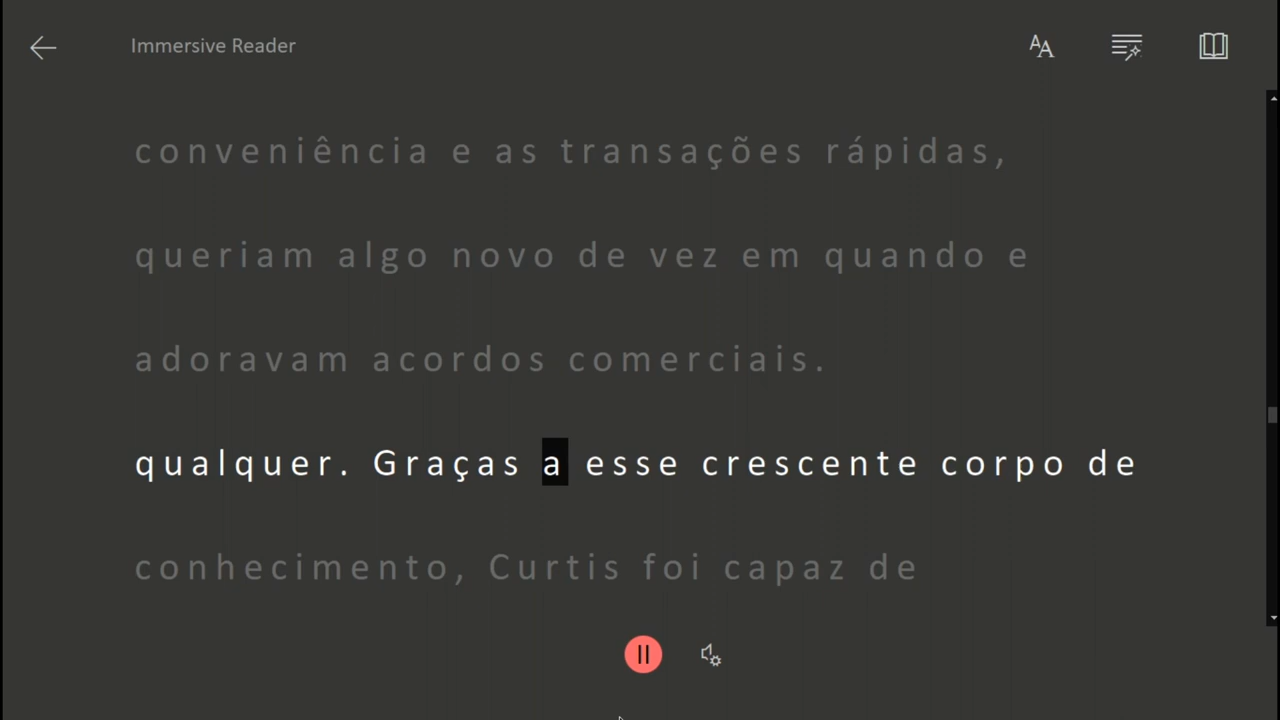 Immersive Reader
conveniência e as transações rápidas,
queriam algo novo de vez em quando e
adoravam acordos comerciais.
qualquer. Graças a esse crescente corpo de
conhecimento, Curtis foi capaz de